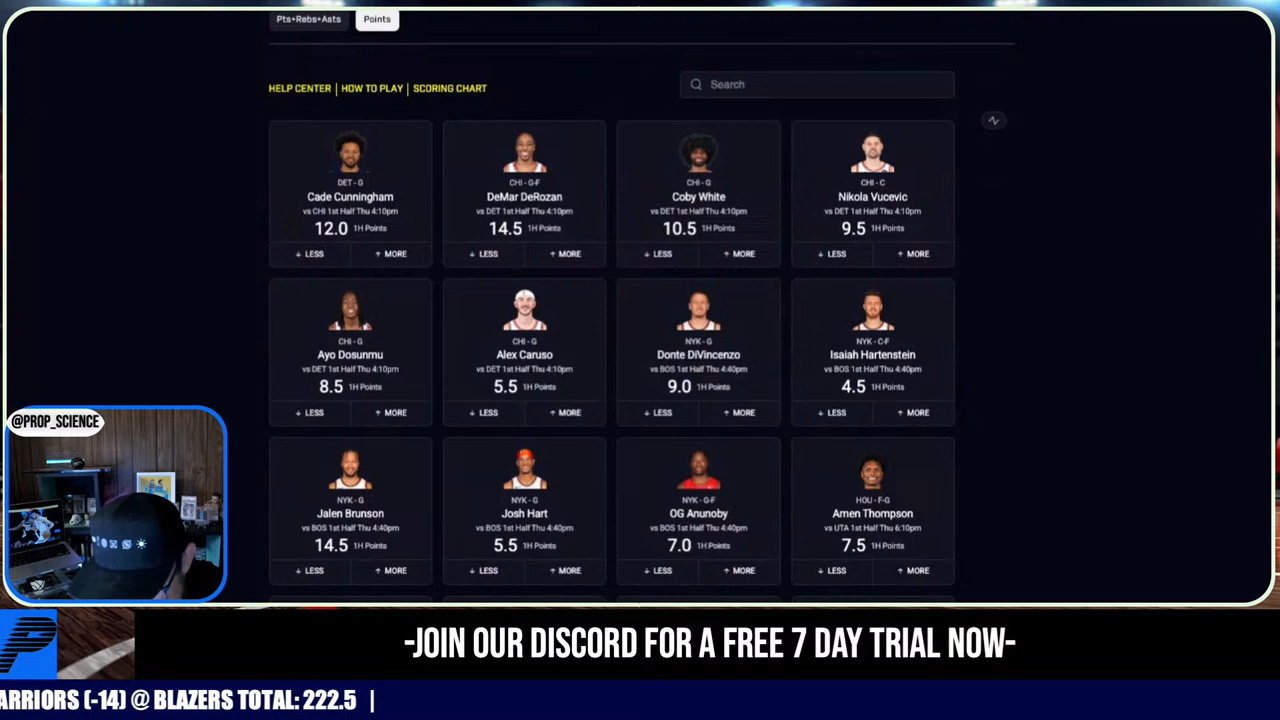 Pts+Rebs+Asts Points
HELP CENTER | HOW TO PLAY | SCORING CHART
Search
DET - G
Cade Cunningham
vs CHI 1st Half Thu 4:10pm
12.0 1H Points
↓ LESS ↑ MORE
CHI - G-F
DeMar DeRozan
vs DET 1st Half Thu 4:10pm
14.5 1H Points
↓ LESS ↑ MORE
CHI - G
Coby White
vs DET 1st Half Thu 4:10pm
10.5 1H Points
↓ LESS ↑ MORE
CHI - C
Nikola Vucevic
vs DET 1st Half Thu 4:10pm
9.5 1H Points
↓ LESS ↑ MORE
CHI - G
Ayo Dosunmu
vs DET 1st Half Thu 4:10pm
8.5 1H Points
↓ LESS ↑ MORE
CHI - G
Alex Caruso
vs DET 1st Half Thu 4:10pm
5.5 1H Points
↓ LESS ↑ MORE
NYK - G
Donte DiVincenzo
vs BOS 1st Half Thu 4:40pm
9.0 1H Points
↓ LESS ↑ MORE
NYK - C-F
Isaiah Hartenstein
vs BOS 1st Half Thu 4:40pm
4.5 1H Points
↓ LESS ↑ MORE
NYK - G
Jalen Brunson
vs BOS 1st Half Thu 4:40pm
14.5 1H Points
↓ LESS ↑ MORE
NYK - G
Josh Hart
vs BOS 1st Half Thu 4:40pm
5.5 1H Points
↓ LESS ↑ MORE
NYK - G-F
OG Anunoby
vs BOS 1st Half Thu 4:40pm
7.0 1H Points
↓ LESS ↑ MORE
HOU - F-G
Amen Thompson
vs UTA 1st Half Thu 6:10pm
7.5 1H Points
↓ LESS ↑ MORE
@PROP_SCIENCE
-JOIN OUR DISCORD FOR A FREE 7 DAY TRIAL NOW-
ARRIORS (-14) @ BLAZERS TOTAL: 222.5 |